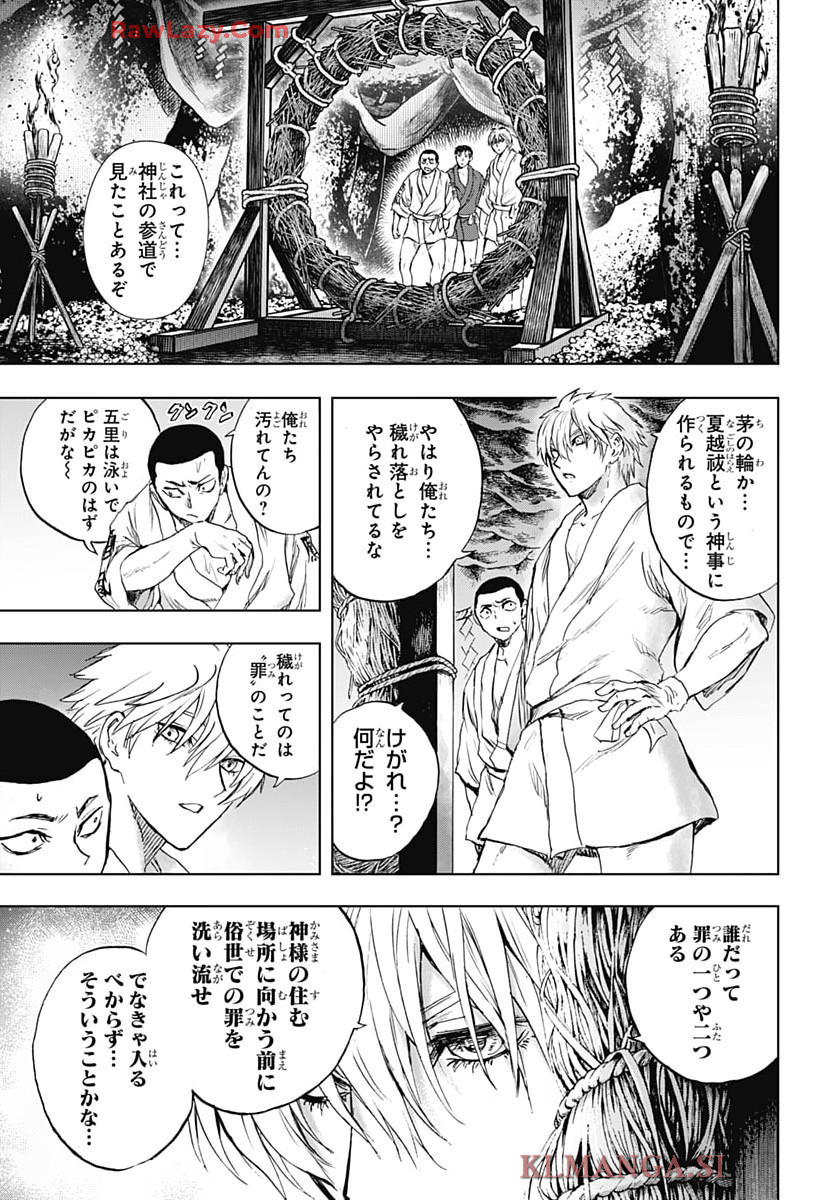 RawLazy.Com
これって…
神社の参道で
見たことあるぞ
茅の輪か…
夏越祓という神事に
作られるもので…
やはり俺たち…
穢れ落としを
やらされてるな
けがれ…?
何だよ!?
俺たち
汚れてんの?
クンクン
五里は泳いで
ピカピカのはず
だがな〜
穢れってのは
〝罪〟のことだ
誰だって
罪の一つや二つ
ある
神様の住む
場所に向かう前に
俗世での罪を
洗い流せ
でなきゃ入る
べからず…
そういうことかな…
KLMANGA.SI